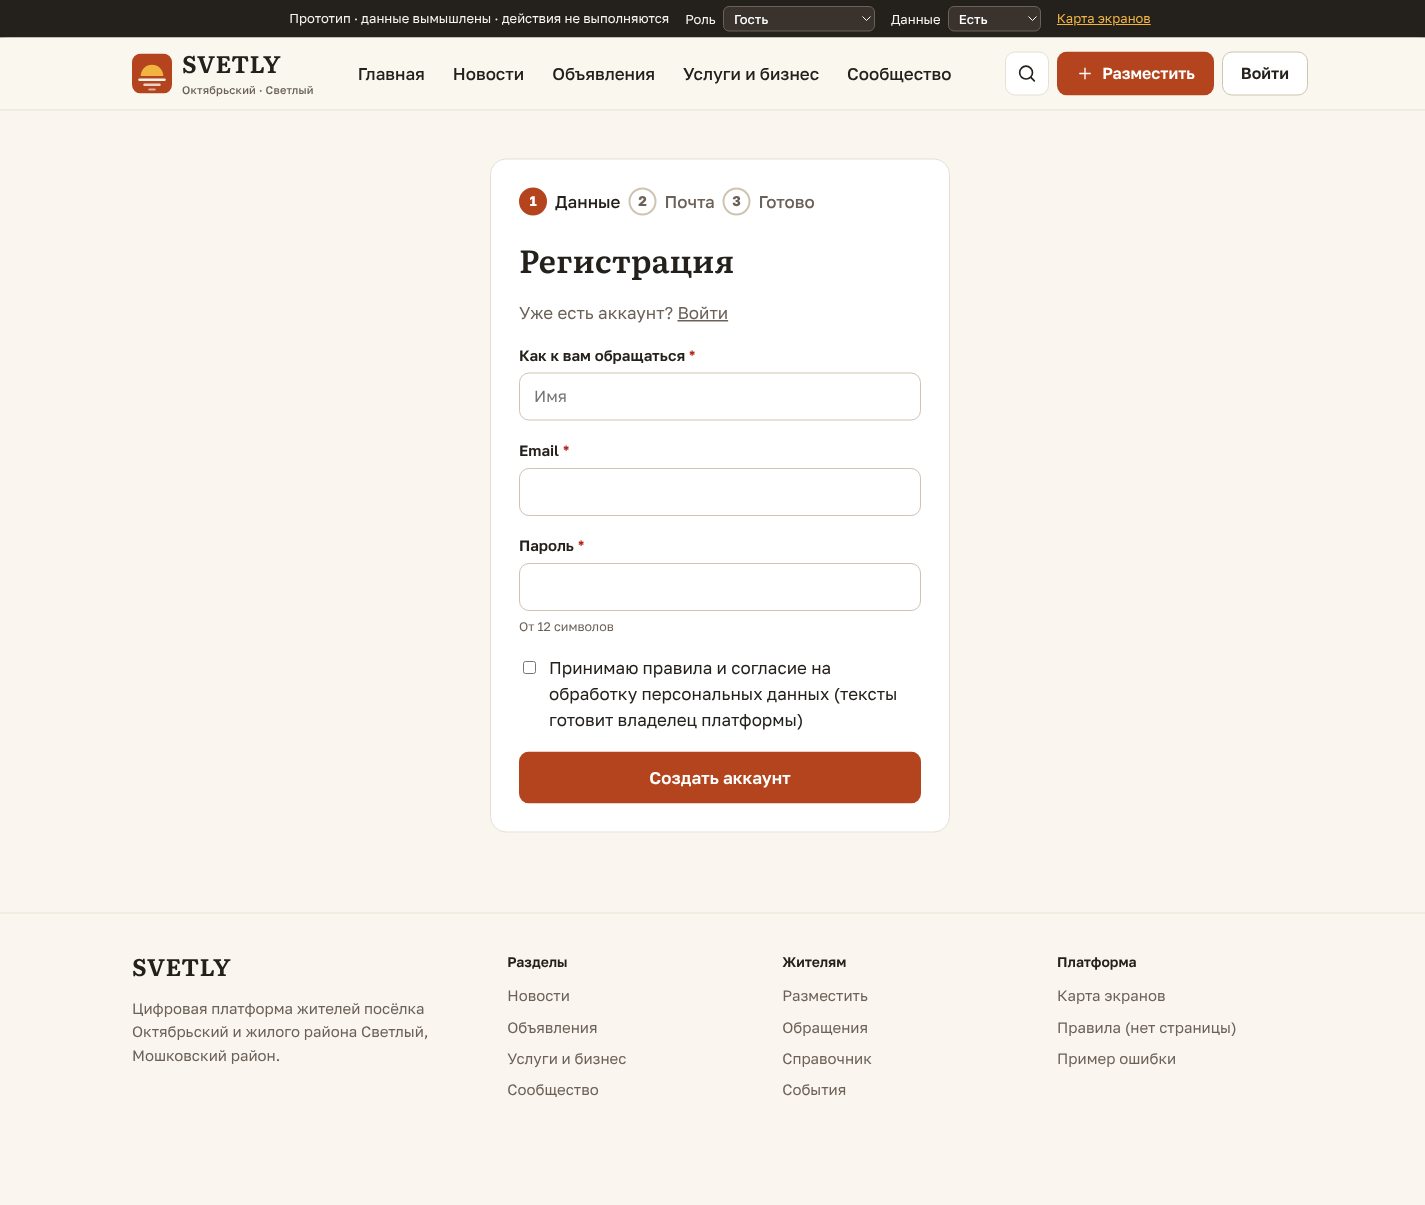 Прототип · данные вымышлены · действия не выполняются Роль Гость Данные Есть Карта экранов
SVETLY
Октябрьский · Светлый
Главная Новости Объявления Услуги и бизнес Сообщество
Разместить Войти
1 Данные 2 Почта 3 Готово
Регистрация
Уже есть аккаунт? Войти
Как к вам обращаться *
Имя
Email *
Пароль *
От 12 символов
Принимаю правила и согласие на
обработку персональных данных (тексты
готовит владелец платформы)
Создать аккаунт
SVETLY
Цифровая платформа жителей посёлка
Октябрьский и жилого района Светлый,
Мошковский район.
Разделы
Новости
Объявления
Услуги и бизнес
Сообщество
Жителям
Разместить
Обращения
Справочник
События
Платформа
Карта экранов
Правила (нет страницы)
Пример ошибки